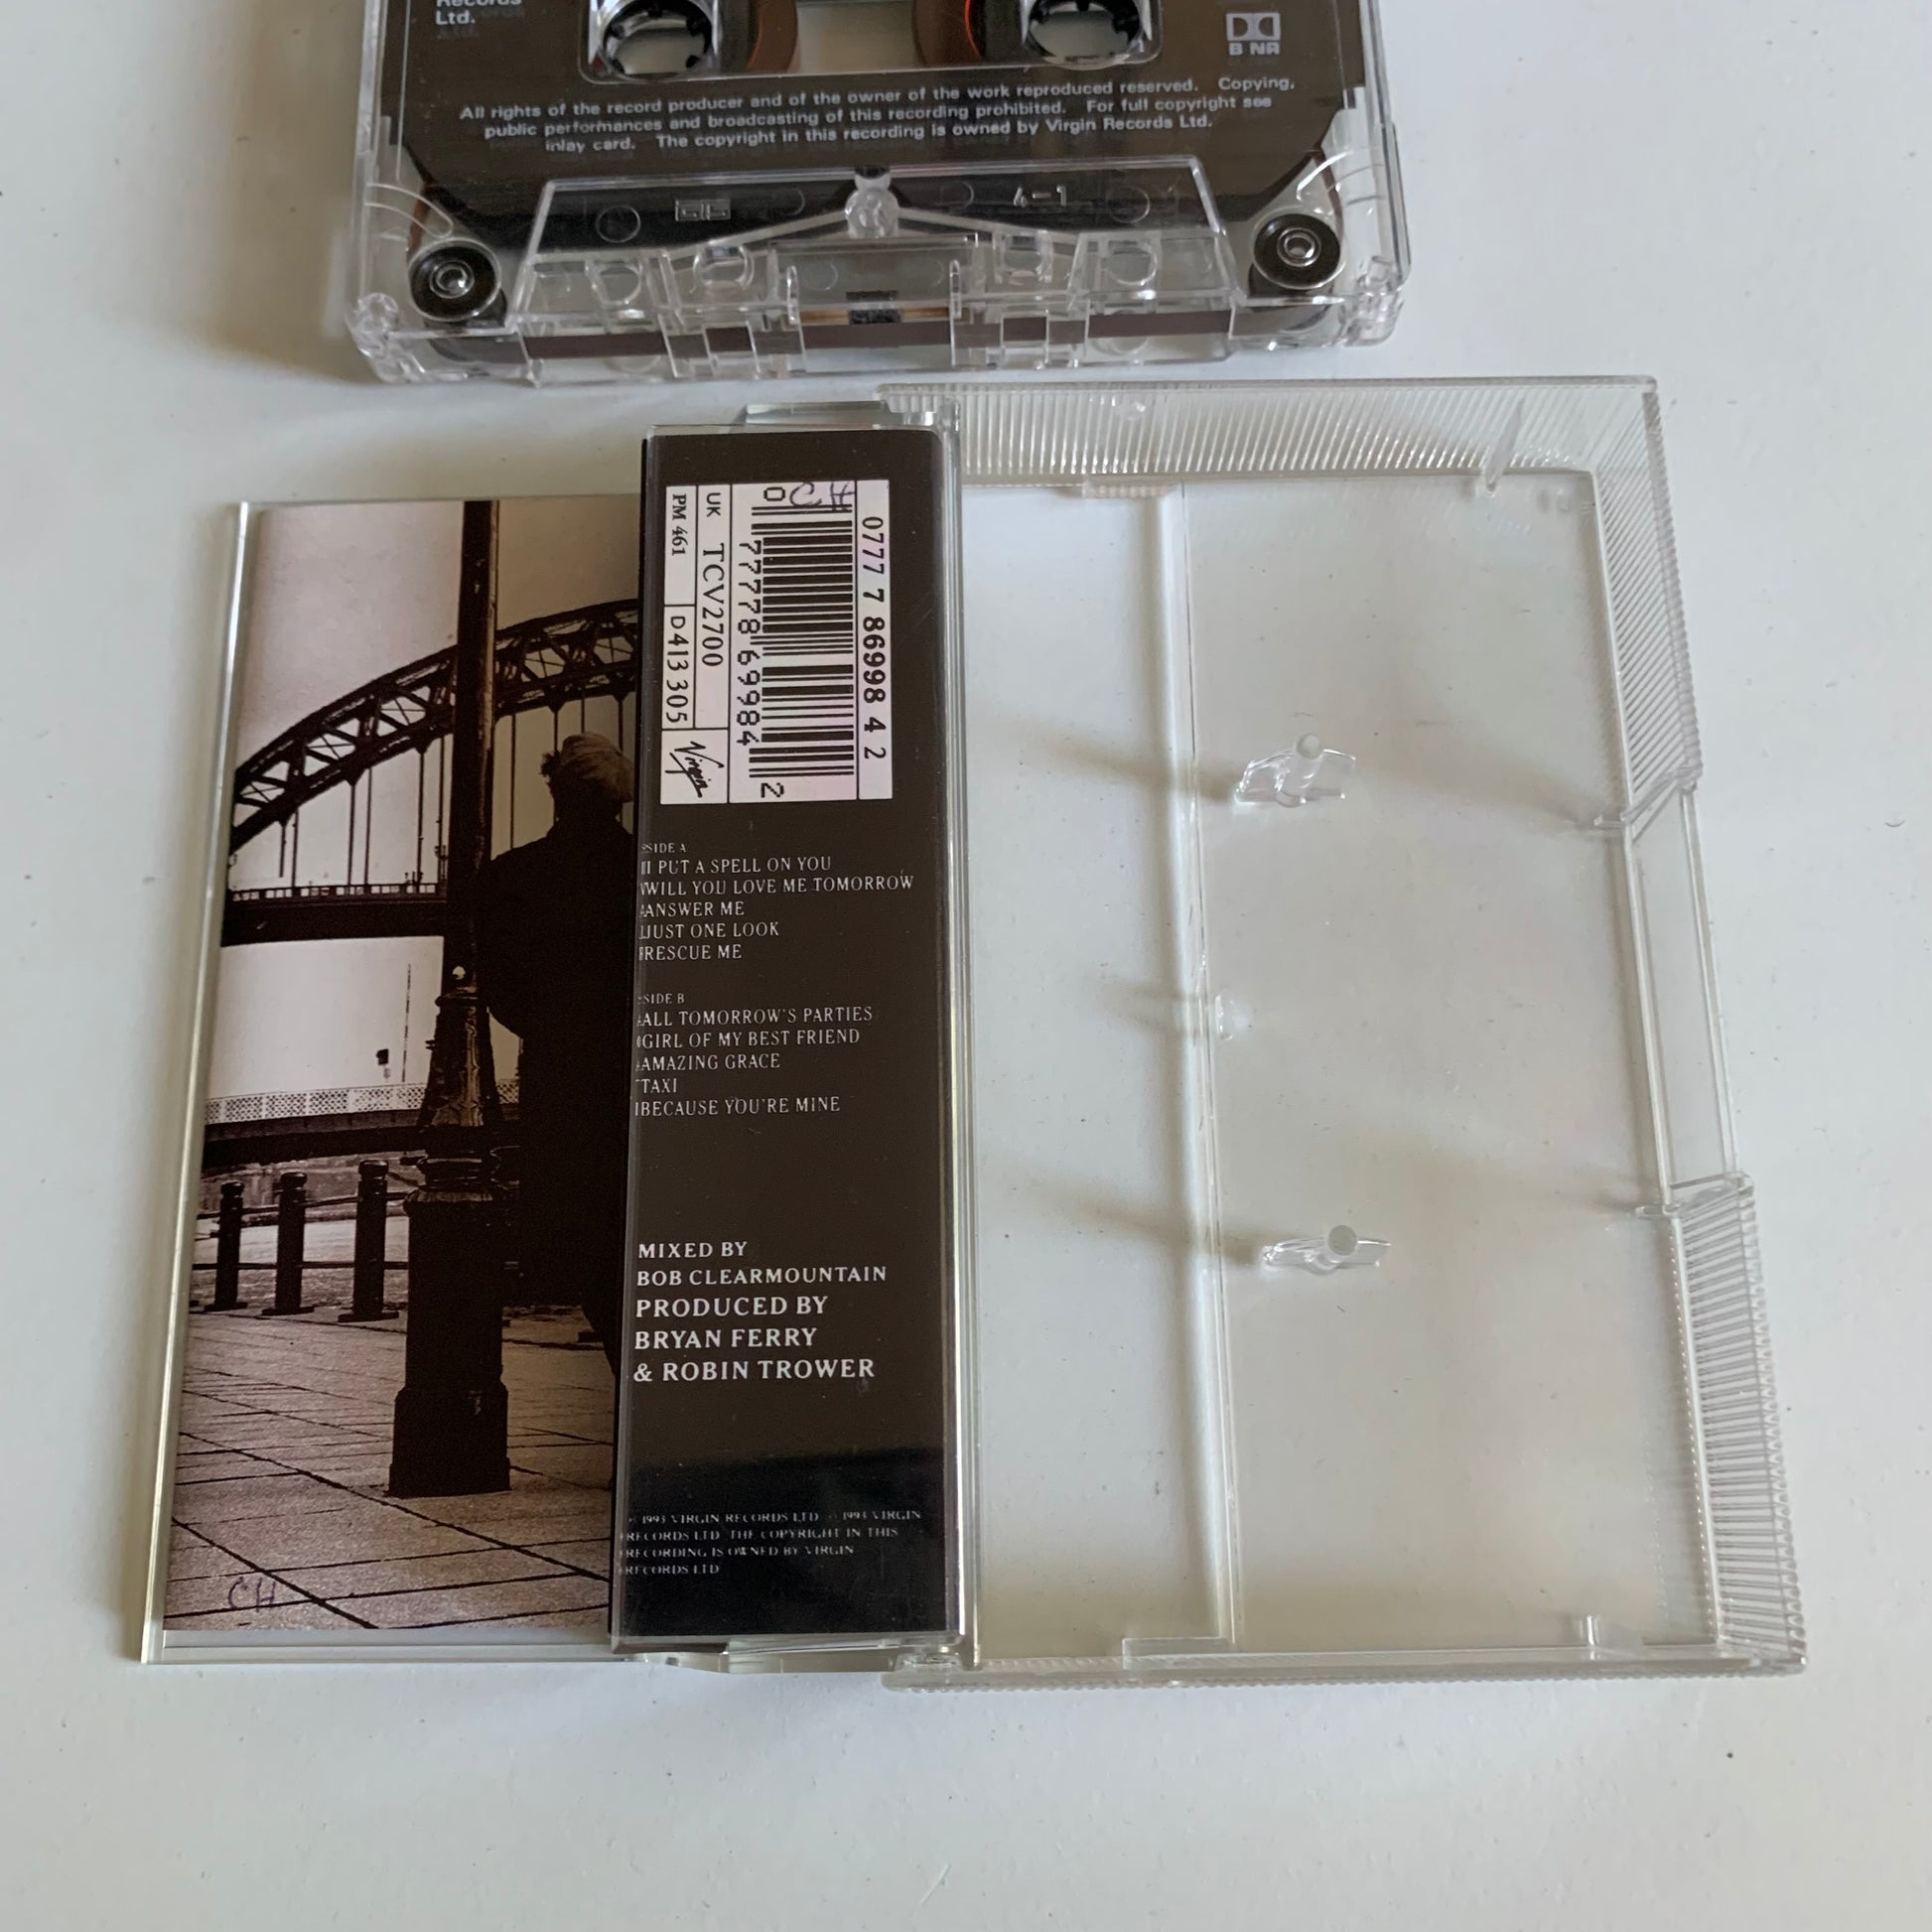 Records
Ltd.
B NR
All rights of the record producer and of the owner of the work reproduced reserved. Copying,
public performances and broadcasting of this recording prohibited. For full copyright see
inlay card. The copyright in this recording is owned by Virgin Records Ltd.
4-1
0777 7 86998 4 2
CH
0 77778 69984 2
UK TCV2700
PM 461
D413 305
Virgin
SIDE A
I PUT A SPELL ON YOU
WILL YOU LOVE ME TOMORROW
ANSWER ME
JUST ONE LOOK
RESCUE ME
SIDE B
ALL TOMORROW'S PARTIES
GIRL OF MY BEST FRIEND
AMAZING GRACE
TAXI
BECAUSE YOU'RE MINE
MIXED BY
BOB CLEARMOUNTAIN
PRODUCED BY
BRYAN FERRY
& ROBIN TROWER
1993 VIRGIN RECORDS LTD 1993 VIRGIN
RECORDS LTD THE COPYRIGHT IN THIS
RECORDING IS OWNED BY VIRGIN
RECORDS LTD
CH